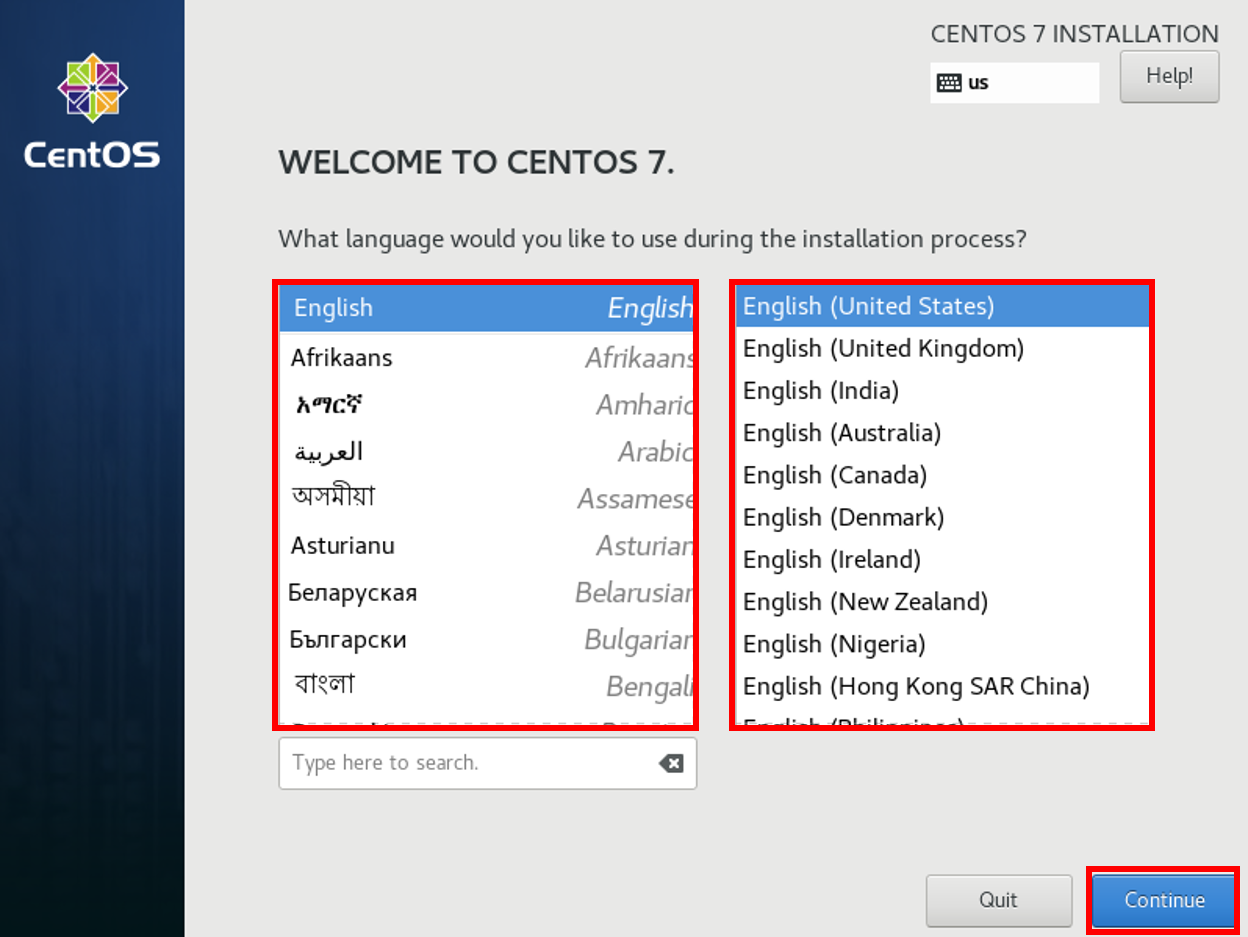 CentOS
CENTOS 7 INSTALLATION
us
Help!
WELCOME TO CENTOS 7.
What language would you like to use during the installation process?
English English
Afrikaans Afrikaans
አማርኛ Amharic
العربية Arabic
অসমীয়া Assamese
Asturianu Asturian
Беларуская Belarusian
Български Bulgarian
বাংলা Bengali
English (United States)
English (United Kingdom)
English (India)
English (Australia)
English (Canada)
English (Denmark)
English (Ireland)
English (New Zealand)
English (Nigeria)
English (Hong Kong SAR China)
English (Philippines)
Type here to search.
Quit
Continue